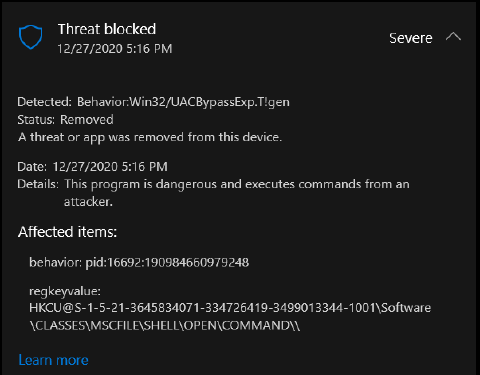 Threat blocked
12/27/2020 5:16 PM
Severe
Detected: Behavior:Win32/UACBypassExp.T!gen
Status: Removed
A threat or app was removed from this device.
Date: 12/27/2020 5:16 PM
Details: This program is dangerous and executes commands from an
attacker.
Affected items:
behavior: pid:16692:190984660979248
regkeyvalue:
HKCU@S-1-5-21-3645834071-334726419-3499013344-1001\Software
\CLASSES\MSCFILE\SHELL\OPEN\COMMAND\\
Learn more